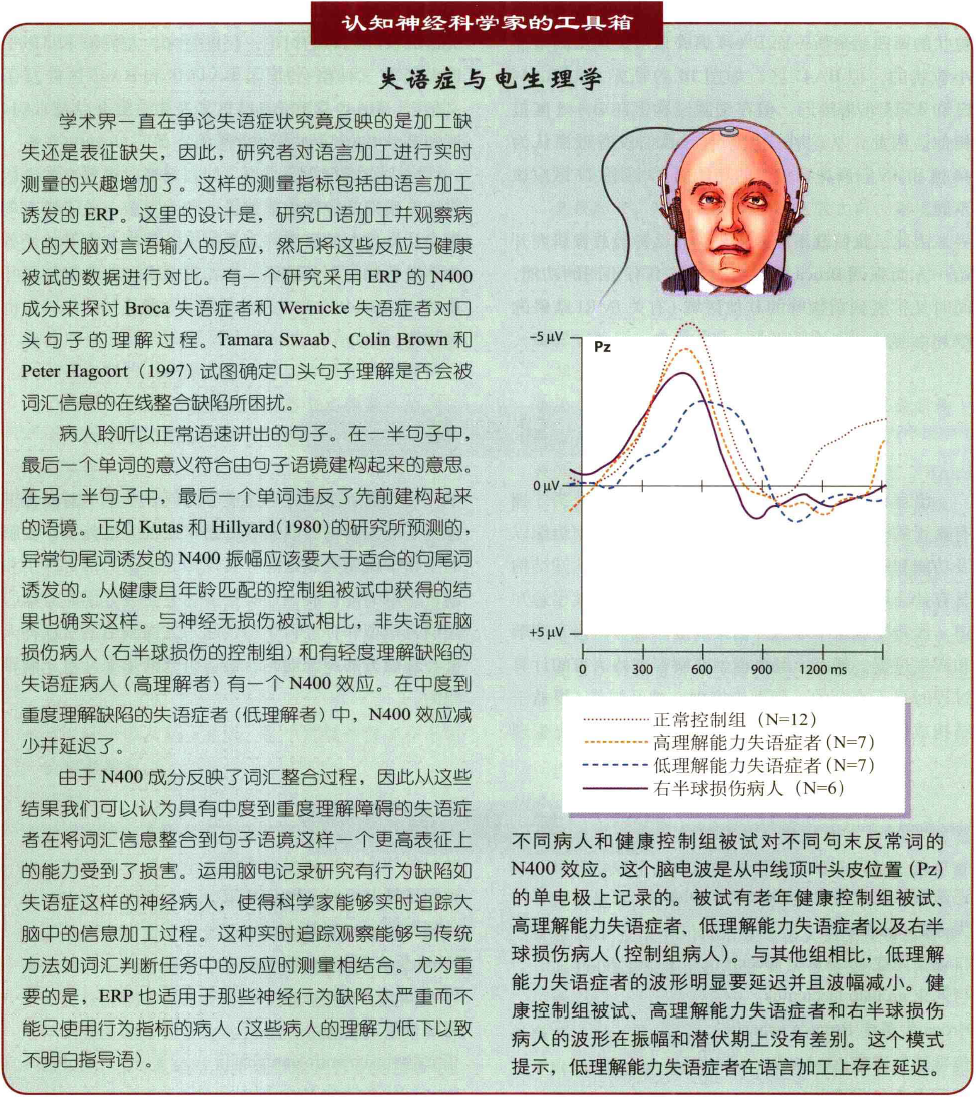 认知神经科学家的工具箱
失语症与电生理学
学术界一直在争论失语症状究竟反映的是加工缺
失还是表征缺失，因此，研究者对语言加工进行实时
测量的兴趣增加了。这样的测量指标包括由语言加工
诱发的 ERP。这里的设计是，研究口语加工并观察病
人的大脑对言语输入的反应，然后将这些反应与健康
被试的数据进行对比。有一个研究采用 ERP 的 N400
成分来探讨 Broca 失语症者和 Wernicke 失语症者对口
头句子的理解过程。Tamara Swaab、Colin Brown 和
Peter Hagoort（1997）试图确定口头句子理解是否会被
词汇信息的在线整合缺陷所困扰。
病人聆听以正常语速讲出的句子。在一半句子中，
最后一个单词的意义符合由句子语境建构起来的意思。
在另一半句子中，最后一个单词违反了先前建构起来
的语境。正如 Kutas 和 Hillyard(1980)的研究所预测的，
异常句尾词诱发的 N400 振幅应该要大于适合的句尾词
诱发的。从健康且年龄匹配的控制组被试中获得的结
果也确实这样。与神经无损伤被试相比，非失语症脑
损伤病人（右半球损伤的控制组）和有轻度理解缺陷的
失语症病人（高理解者）有一个 N400 效应。在中度到
重度理解缺陷的失语症者（低理解者）中，N400 效应减
少并延迟了。
由于 N400 成分反映了词汇整合过程，因此从这些
结果我们可以认为具有中度到重度理解障碍的失语症
者在将词汇信息整合到句子语境这样一个更高表征上
的能力受到了损害。运用脑电记录研究有行为缺陷如
失语症这样的神经病人，使得科学家能够实时追踪大
脑中的信息加工过程。这种实时追踪观察能够与传统
方法如词汇判断任务中的反应时测量相结合。尤为重
要的是，ERP 也适用于那些神经行为缺陷太严重而不
能只使用行为指标的病人（这些病人的理解力低下以致
不明白指导语）。
-5 μV
Pz
0 μV
+5 μV
0 300 600 900 1200 ms
正常控制组（N=12）
高理解能力失语症者（N=7）
低理解能力失语症者（N=7）
右半球损伤病人（N=6）
不同病人和健康控制组被试对不同句末反常词的
N400 效应。这个脑电波是从中线顶叶头皮位置（Pz）
的单电极上记录的。被试有老年健康控制组被试、
高理解能力失语症者、低理解能力失语症者以及右半
球损伤病人（控制组病人）。与其他组相比，低理解
能力失语症者的波形明显要延迟并且波幅减小。健
康控制组被试、高理解能力失语症者和右半球损伤
病人的波形在振幅和潜伏期上没有差别。这个模式
提示，低理解能力失语症者在语言加工上存在延迟。